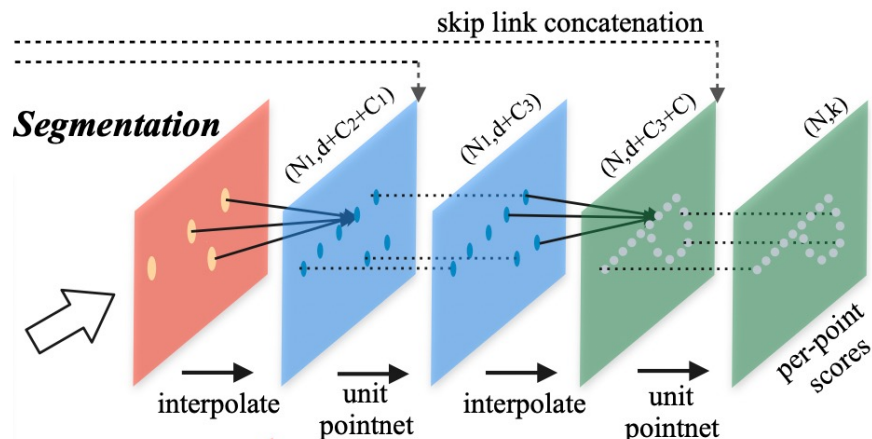 skip link concatenation
Segmentation
(N₁,d+C₂+C₁)
(N₁,d+C₃)
(N,d+C₃+C)
(N,k)
interpolate
unit
pointnet
interpolate
unit
pointnet
per-point
scores